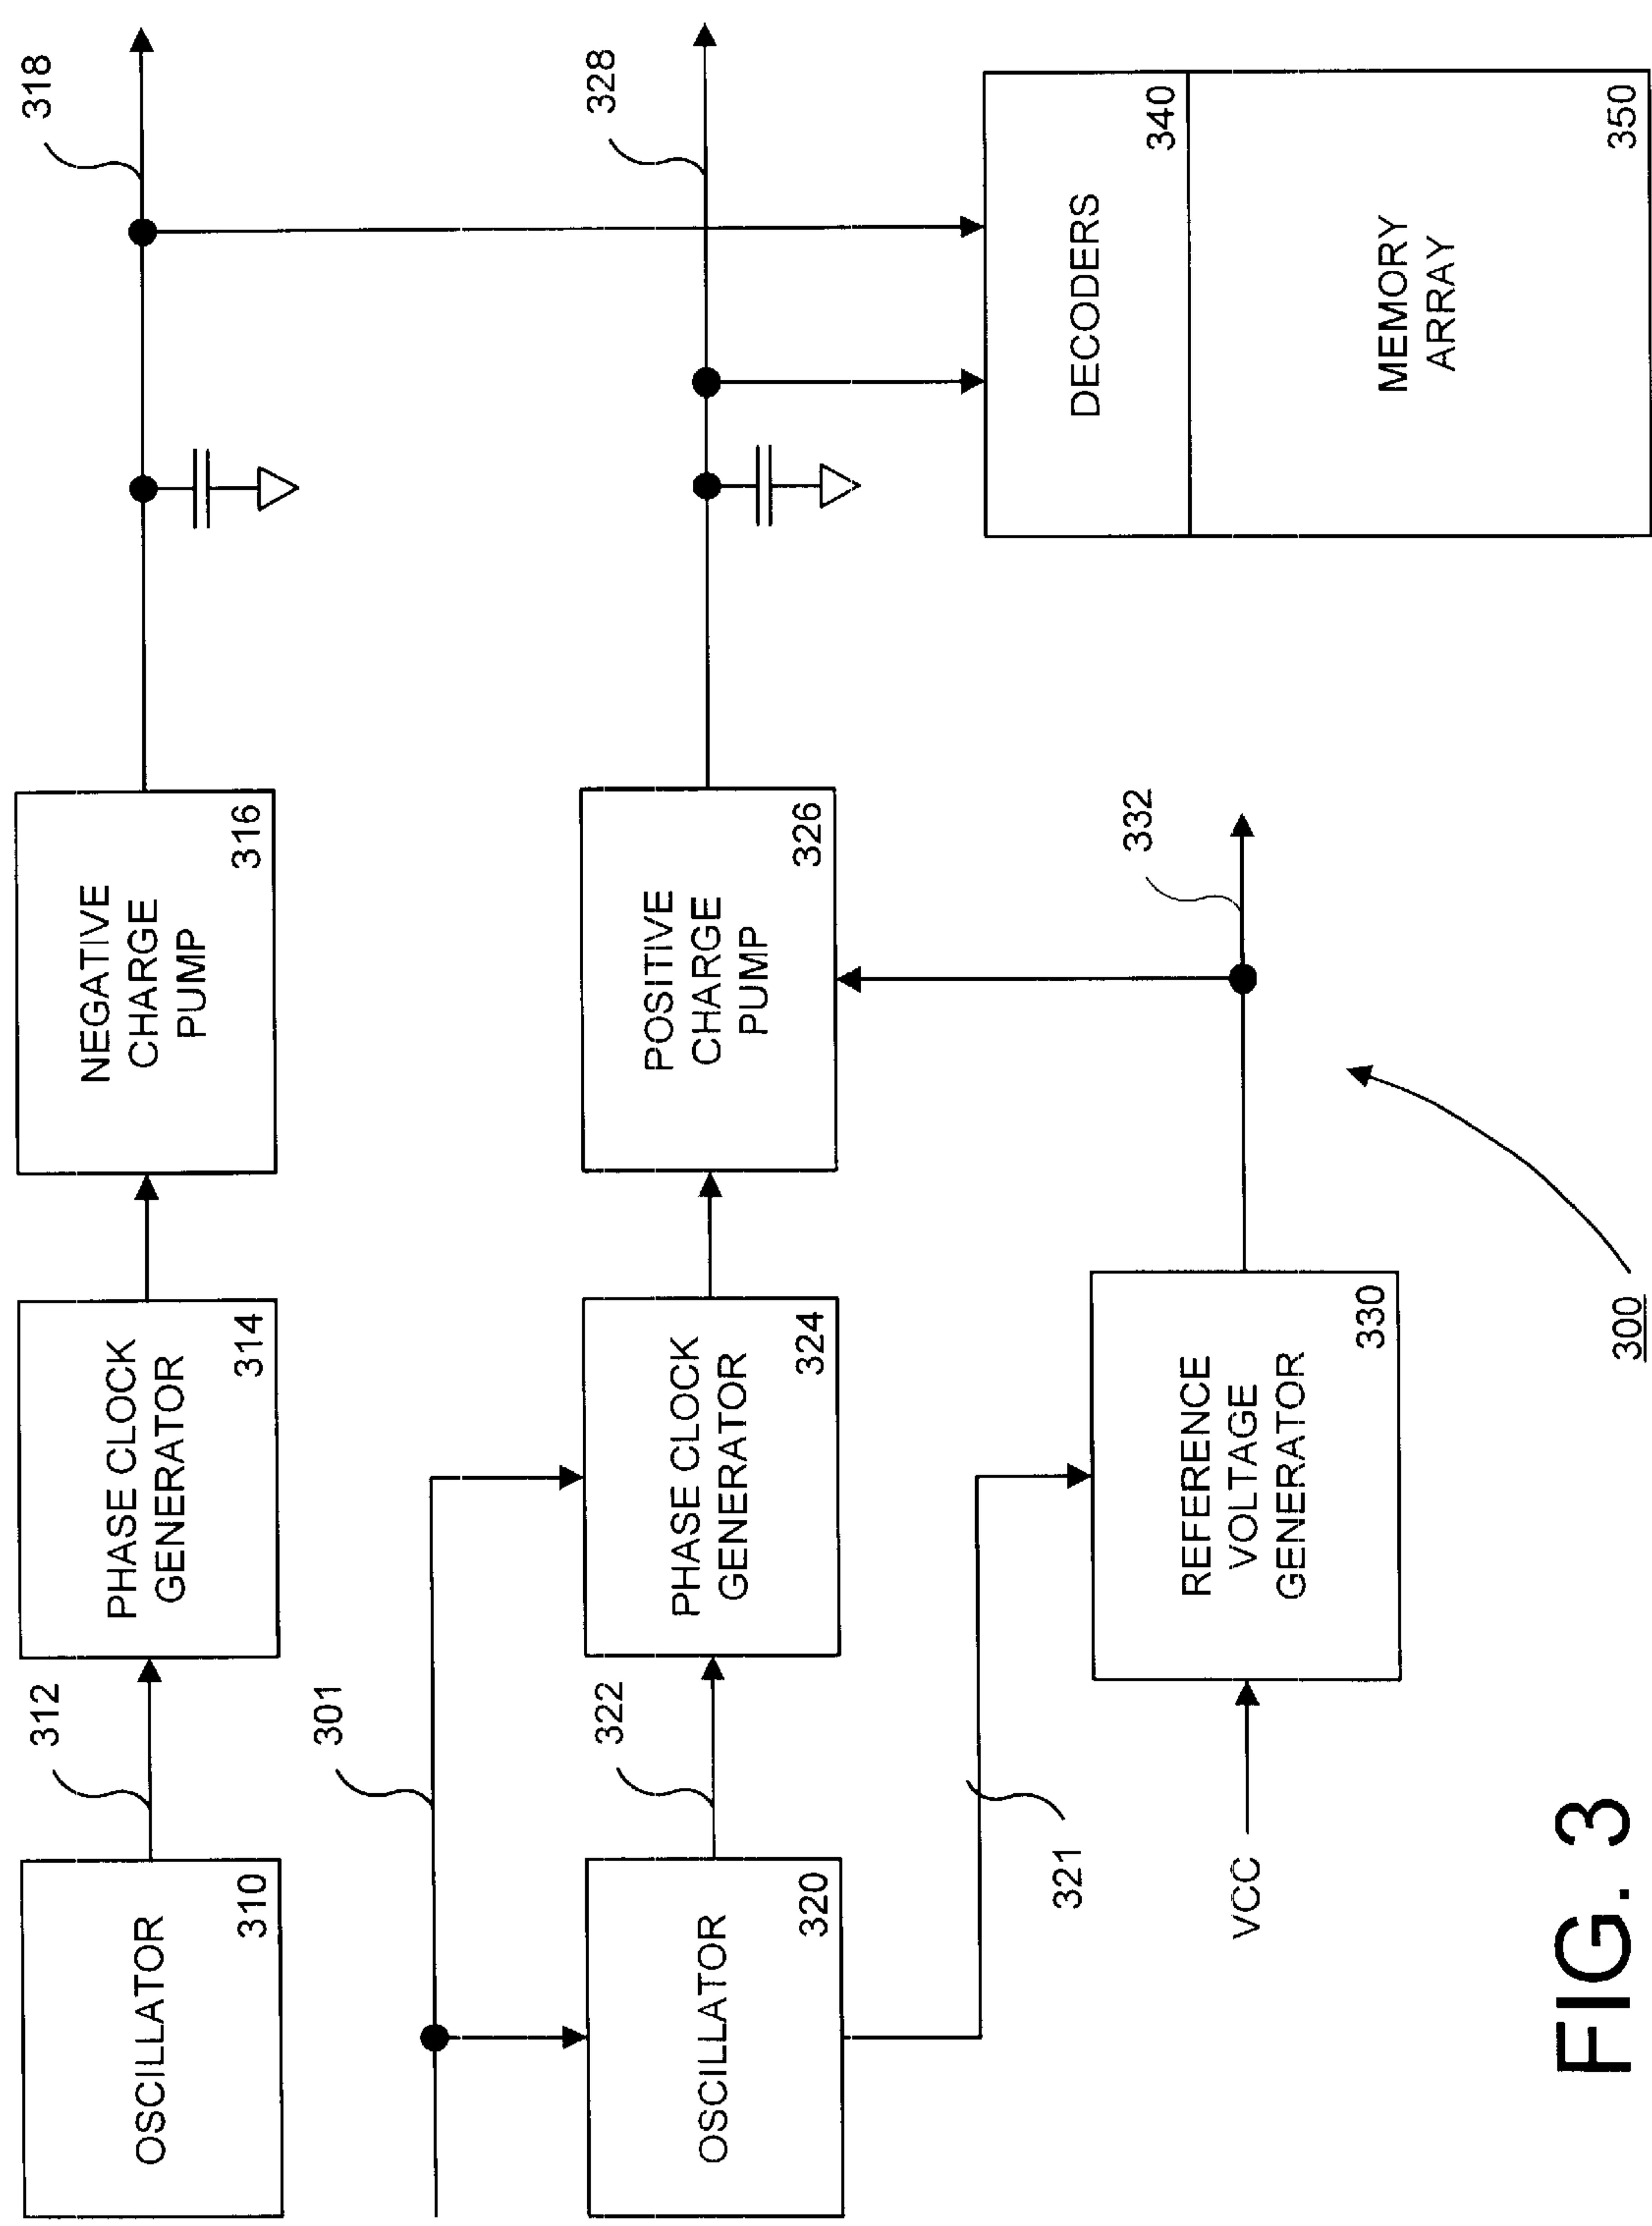 OSCILLATOR
310
312
PHASE CLOCK
GENERATOR
314
NEGATIVE
CHARGE
PUMP
316
318
301
OSCILLATOR
320
322
PHASE CLOCK
GENERATOR
324
POSITIVE
CHARGE
PUMP
326
328
321
VCC
REFERENCE
VOLTAGE
GENERATOR
330
332
DECODERS
340
MEMORY
ARRAY
350
300
FIG. 3